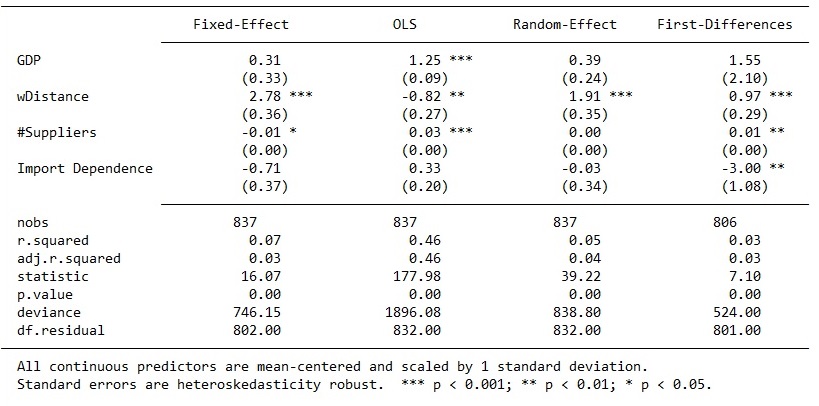 Fixed-Effect OLS Random-Effect First-Differences
GDP 0.31 1.25 *** 0.39 1.55
(0.33) (0.09) (0.24) (2.10)
wDistance 2.78 *** -0.82 ** 1.91 *** 0.97 ***
(0.36) (0.27) (0.35) (0.29)
#Suppliers -0.01 * 0.03 *** 0.00 0.01 **
(0.00) (0.00) (0.00) (0.00)
Import Dependence -0.71 0.33 -0.03 -3.00 **
(0.37) (0.20) (0.34) (1.08)
nobs 837 837 837 806
r.squared 0.07 0.46 0.05 0.03
adj.r.squared 0.03 0.46 0.04 0.03
statistic 16.07 177.98 39.22 7.10
p.value 0.00 0.00 0.00 0.00
deviance 746.15 1896.08 838.80 524.00
df.residual 802.00 832.00 832.00 801.00
All continuous predictors are mean-centered and scaled by 1 standard deviation.
Standard errors are heteroskedasticity robust. *** p < 0.001; ** p < 0.01; * p < 0.05.